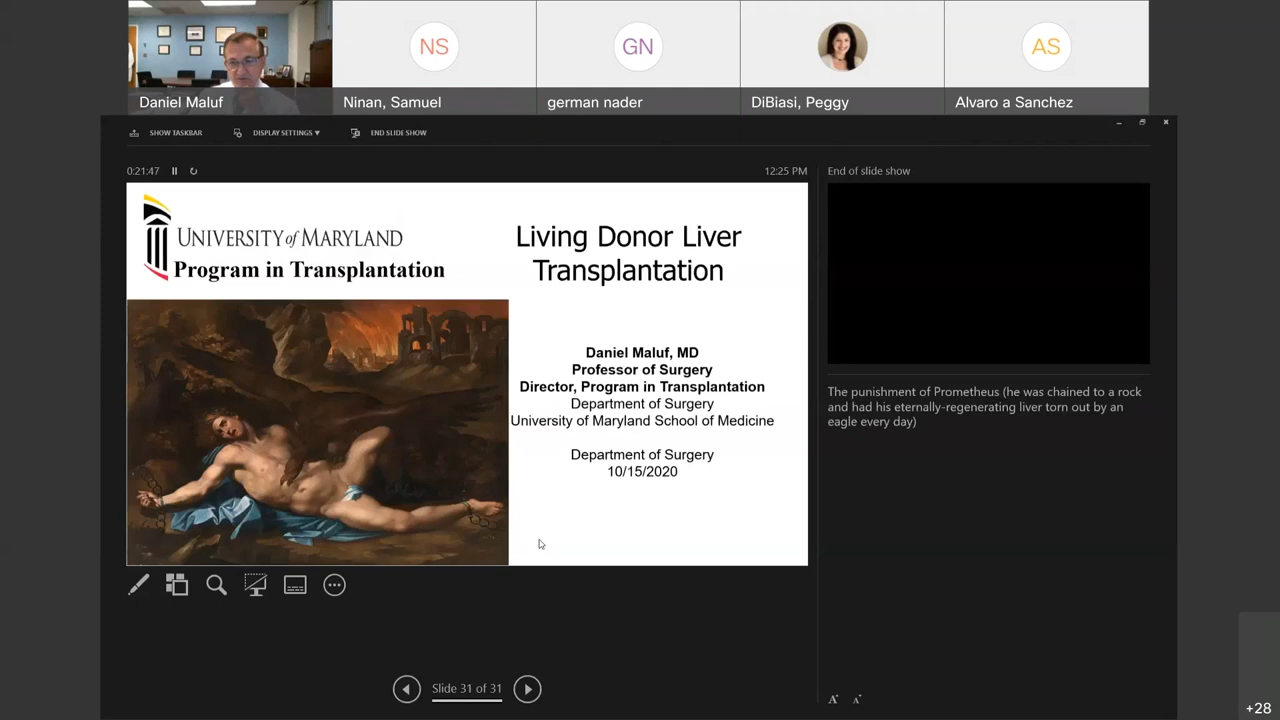 NS
GN
AS
Daniel Maluf
Ninan, Samuel
german nader
DiBiasi, Peggy
Alvaro a Sanchez
SHOW TASKBAR
DISPLAY SETTINGS ▼
END SLIDE SHOW
0:21:47
12:25 PM
End of slide show
UNIVERSITY of MARYLAND
Program in Transplantation
Living Donor Liver
Transplantation
Daniel Maluf, MD
Professor of Surgery
Director, Program in Transplantation
Department of Surgery
University of Maryland School of Medicine
Department of Surgery
10/15/2020
The punishment of Prometheus (he was chained to a rock
and had his eternally-regenerating liver torn out by an
eagle every day)
Slide 31 of 31
A A
+28